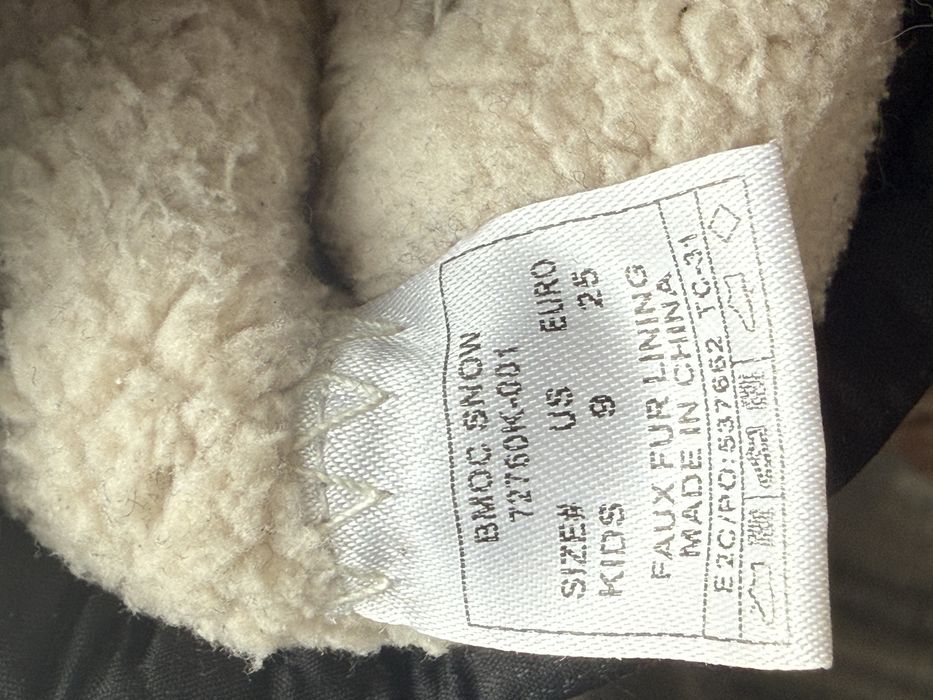 BMOC SNOW
72760K-001
SIZE# US EURO
KIDS 9 25
FAUX FUR LINING
MADE IN CHINA
EZC/PO:537662 TC-31